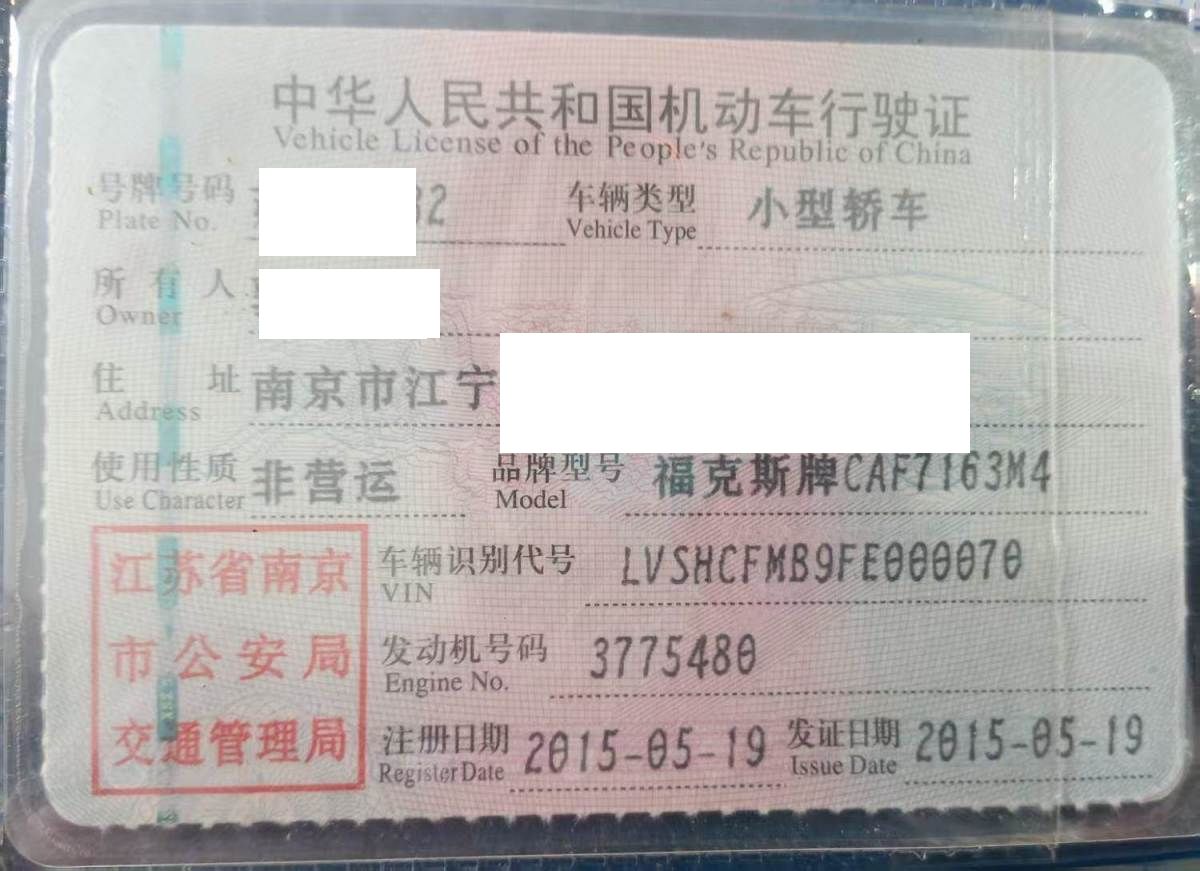 中华人民共和国机动车行驶证
Vehicle License of the People's Republic of China
号牌号码 32 车辆类型 小型轿车
Plate No. Vehicle Type
所有人
Owner
住址 南京市江宁
Address
使用性质 非营运 品牌型号 福克斯牌CAF7163M4
Use Character Model
江苏省南京
市公安局
交通管理局
车辆识别代号 LVSHCFMB9FE000070
VIN
发动机号码 3775480
Engine No.
注册日期 2015-05-19 发证日期 2015-05-19
Register Date Issue Date